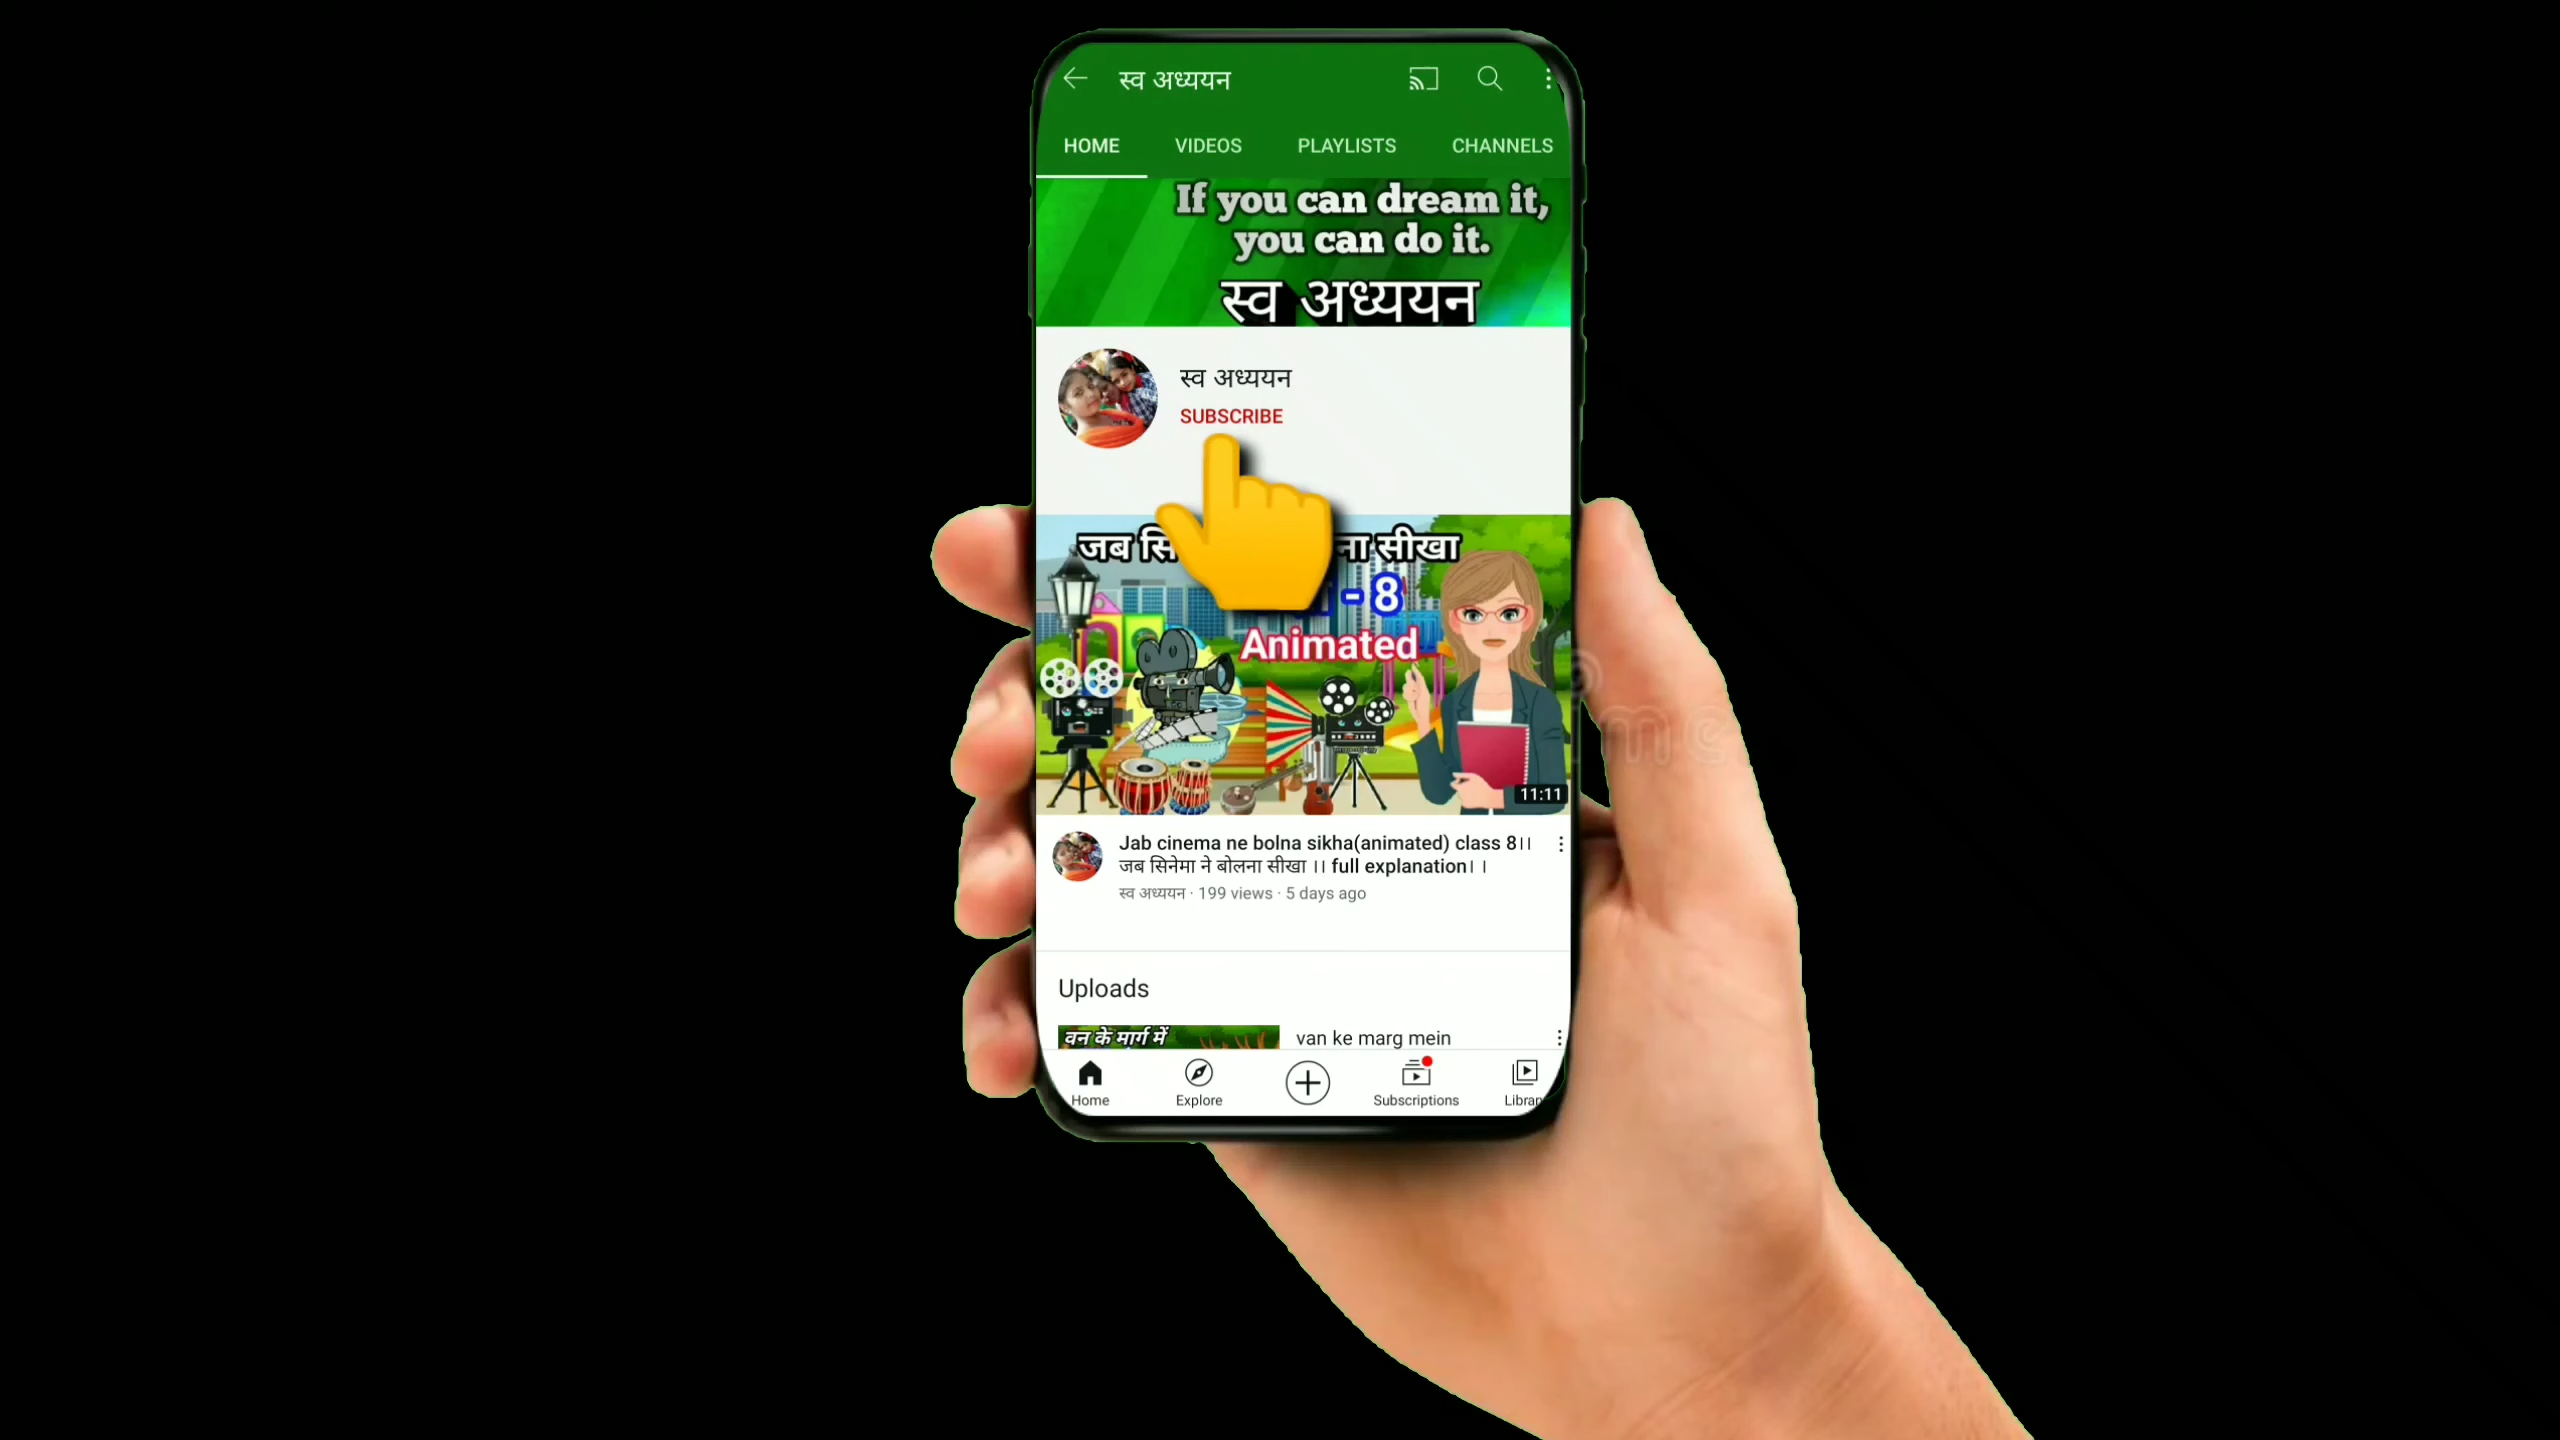 स्व अध्ययन
HOME VIDEOS PLAYLISTS CHANNELS
If you can dream it,
you can do it.
स्व अध्ययन
स्व अध्ययन
SUBSCRIBE
जब सि ना सीखा
- 8
Animated
11:11
Jab cinema ne bolna sikha(animated) class 8।।
जब सिनेमा ने बोलना सीखा ।। full explanation। ।
स्व अध्ययन · 199 views · 5 days ago
Uploads
वन के मार्ग में
van ke marg mein
Home Explore Subscriptions Librar